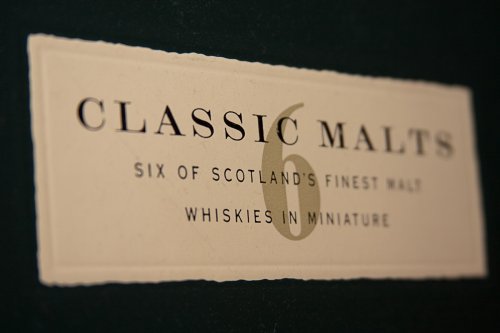 CLASSIC MALTS
6
SIX OF SCOTLAND'S FINEST MALT
WHISKIES IN MINIATURE